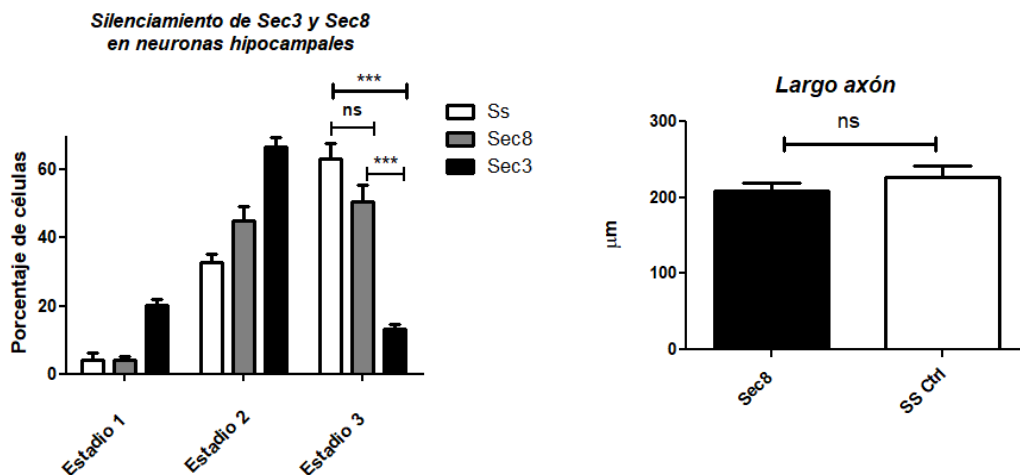 Silenciamiento de Sec3 y Sec8
en neuronas hipocampales
***
ns
***
Ss
Sec8
Sec3
Porcentaje de células
60
40
20
0
Estadio 1
Estadio 2
Estadio 3
Largo axón
ns
µm
300
200
100
0
Sec8
SS Ctrl